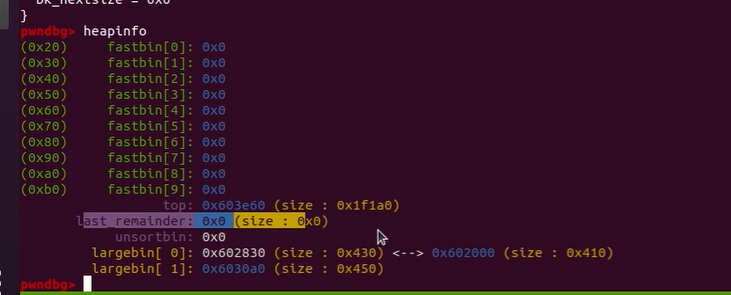 }
pwndbg> heapinfo
(0x20)     fastbin[0]: 0x0
(0x30)     fastbin[1]: 0x0
(0x40)     fastbin[2]: 0x0
(0x50)     fastbin[3]: 0x0
(0x60)     fastbin[4]: 0x0
(0x70)     fastbin[5]: 0x0
(0x80)     fastbin[6]: 0x0
(0x90)     fastbin[7]: 0x0
(0xa0)     fastbin[8]: 0x0
(0xb0)     fastbin[9]: 0x0
top: 0x603e60 (size : 0x1f1a0)
last_remainder: 0x0 (size : 0x0)
unsortbin: 0x0
largebin[ 0]: 0x602830 (size : 0x430) <--> 0x602000 (size : 0x410)
largebin[ 1]: 0x6030a0 (size : 0x450)
pwndbg>